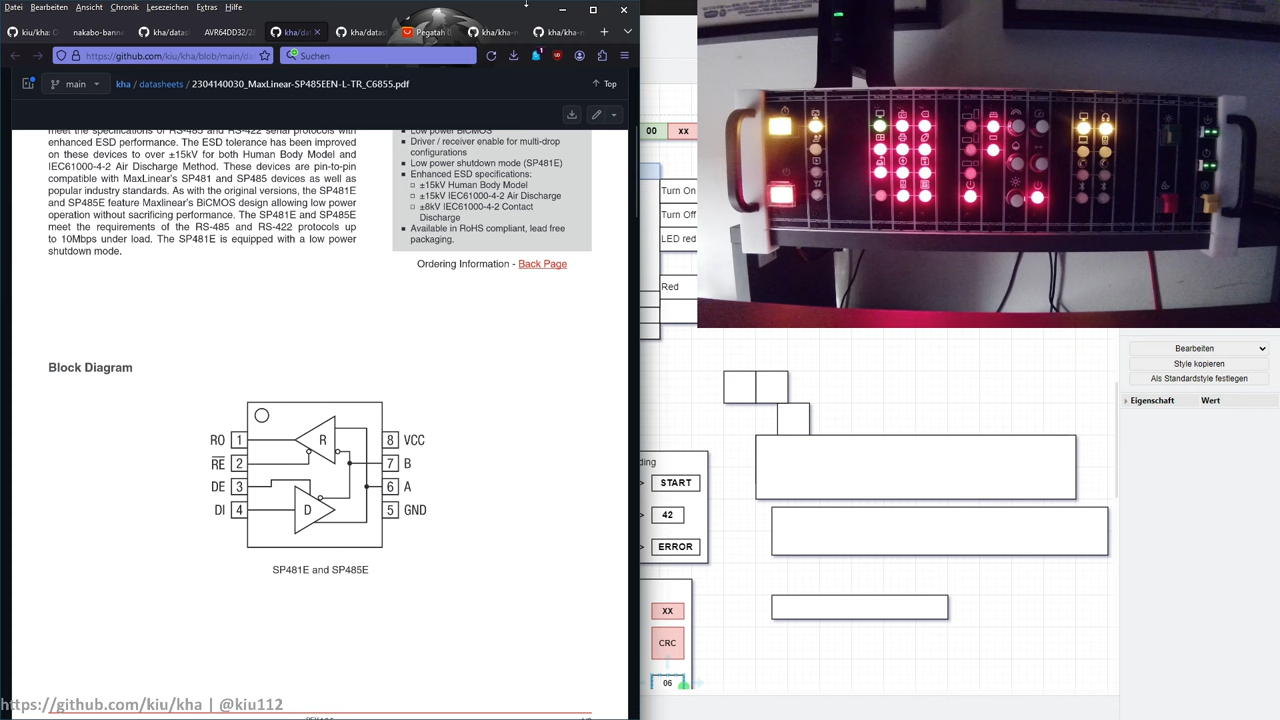 Datei Bearbeiten Ansicht Chronik Lesezeichen Extras Hilfe
kiu/kha: C
nakabo-banne
kha/datas
AVR64DD32/28
kha/dat
kha/datas
Pegatah (
kha/kha-n
kha/kha-n
https://github.com/kiu/kha/blob/main/da
Suchen
main
kha / datasheets / 2304140030_MaxLinear-SP485EEN-L-TR_C6855.pdf
Top
meet the specifications of RS-485 and RS-422 serial protocols with
enhanced ESD performance. The ESD tolerance has been improved
on these devices to over ±15kV for both Human Body Model and
IEC61000-4-2 Air Discharge Method. These devices are pin-to-pin
compatible with MaxLinear's SP481 and SP485 devices as well as
popular industry standards. As with the original versions, the SP481E
and SP485E feature Maxlinear's BiCMOS design allowing low power
operation without sacrificing performance. The SP481E and SP485E
meet the requirements of the RS-485 and RS-422 protocols up
to 10Mbps under load. The SP481E is equipped with a low power
shutdown mode.
Low power BiCMOS
Driver / receiver enable for multi-drop
configurations
Low power shutdown mode (SP481E)
Enhanced ESD specifications:
±15kV Human Body Model
±15kV IEC61000-4-2 Air Discharge
±8kV IEC61000-4-2 Contact
Discharge
Available in RoHS compliant, lead free
packaging.
Ordering Information - Back Page
Block Diagram
RO 1
RE 2
DE 3
DI 4
R
D
8 VCC
7 B
6 A
5 GND
SP481E and SP485E
00 xx
Turn On
Turn Off
LED red
Red
ding
> START
> 42
> ERROR
XX
CRC
06
Bearbeiten
Style kopieren
Als Standardstyle festlegen
Eigenschaft Wert
https://github.com/kiu/kha | @kiu112